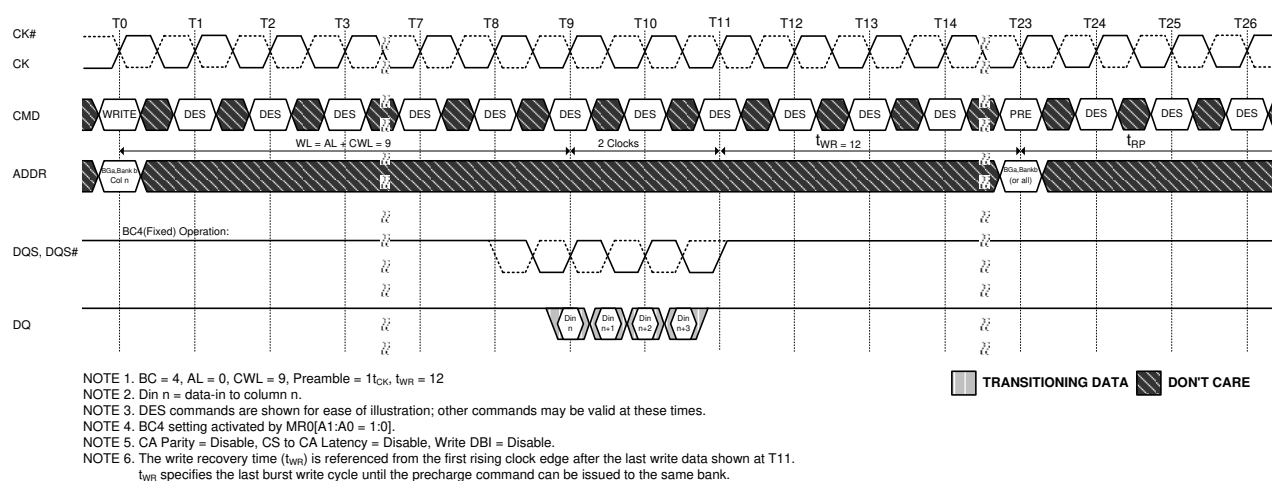 T0 T1 T2 T3 T7 T8 T9 T10 T11 T12 T13 T14 T23 T24 T25 T26
CK#
CK
CMD WRITE DES DES DES DES DES DES DES DES DES DES DES PRE DES DES DES
WL = AL + CWL = 9 2 Clocks tWR = 12 tRP
ADDR
BGa,Bank b
Col n
BGa,Bankb
(or all)
BC4(Fixed) Operation:
DQS, DQS#
DQ
Din n
Din n+1
Din n+2
Din n+3
NOTE 1. BC = 4, AL = 0, CWL = 9, Preamble = 1tCK, tWR = 12
NOTE 2. Din n = data-in to column n.
NOTE 3. DES commands are shown for ease of illustration; other commands may be valid at these times.
NOTE 4. BC4 setting activated by MR0[A1:A0 = 1:0].
NOTE 5. CA Parity = Disable, CS to CA Latency = Disable, Write DBI = Disable.
NOTE 6. The write recovery time (tWR) is referenced from the first rising clock edge after the last write data shown at T11.
tWR specifies the last burst write cycle until the precharge command can be issued to the same bank.
TRANSITIONING DATA
DON'T CARE